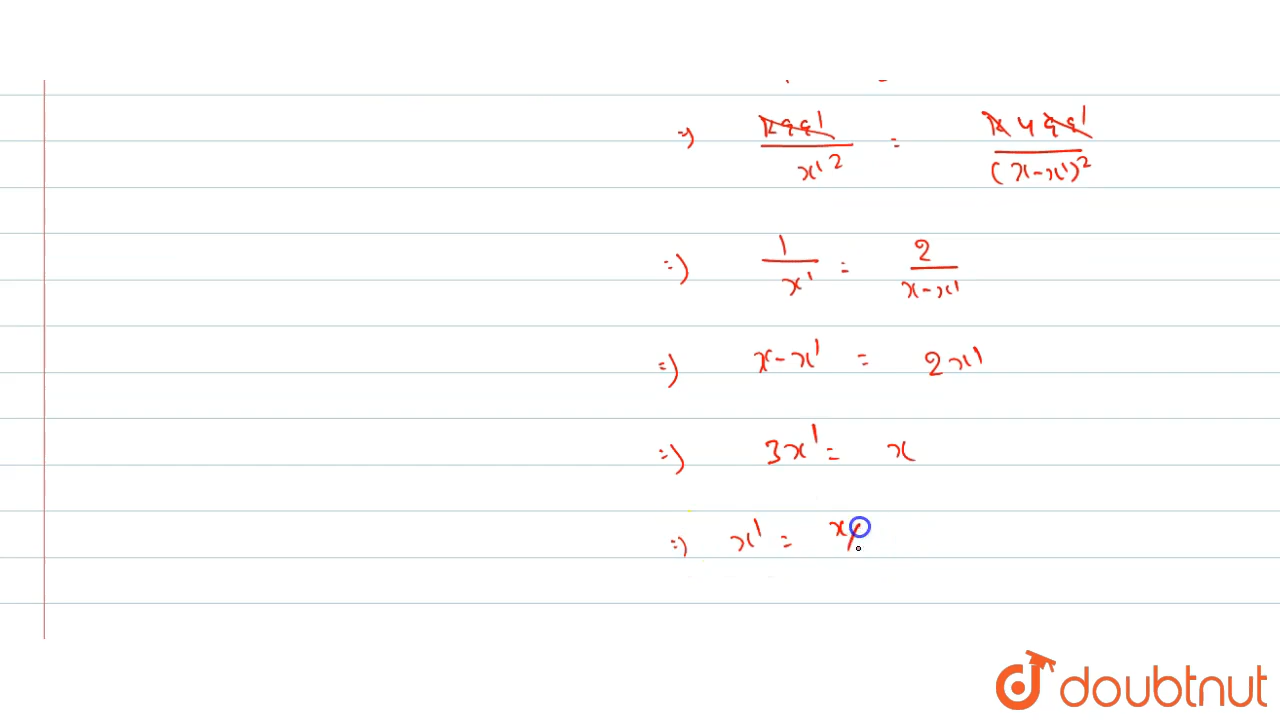 =) kqq' / x'² = k4qq' / (x-x')²
=) 1 / x' = 2 / x-x'
=) x-x' = 2x'
=) 3x' = x
=) x' = x/
doubtnut